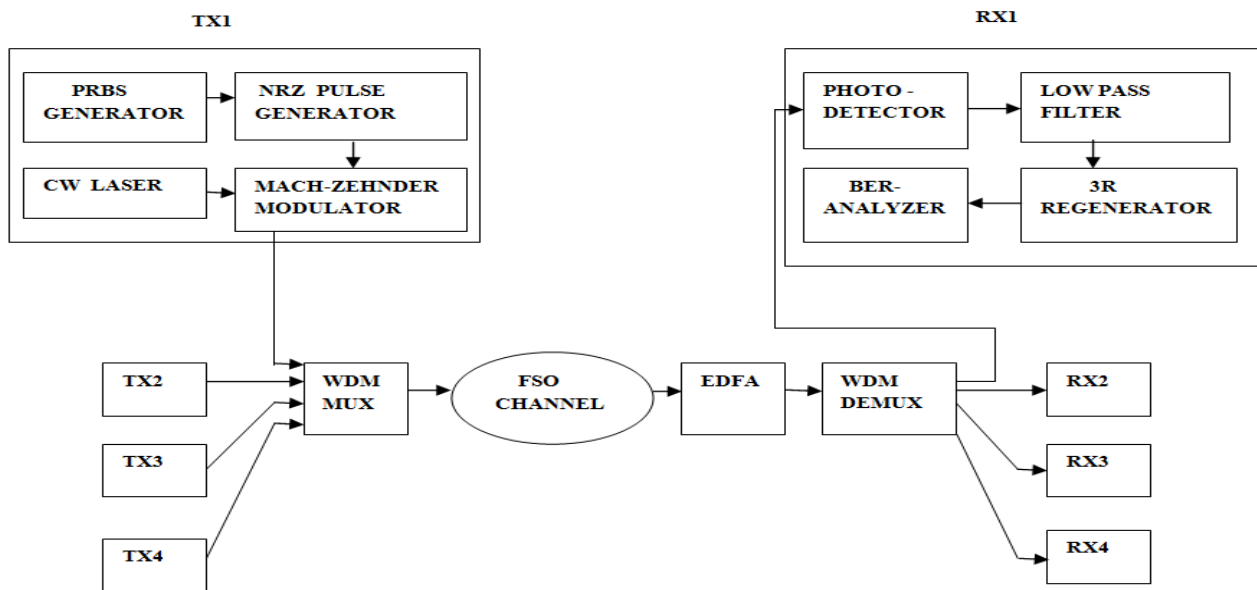 TX1
PRBS
GENERATOR
NRZ PULSE
GENERATOR
CW LASER
MACH-ZEHNDER
MODULATOR
RX1
PHOTO -
DETECTOR
LOW PASS
FILTER
BER-
ANALYZER
3R
REGENERATOR
TX2
TX3
TX4
WDM
MUX
FSO
CHANNEL
EDFA
WDM
DEMUX
RX2
RX3
RX4